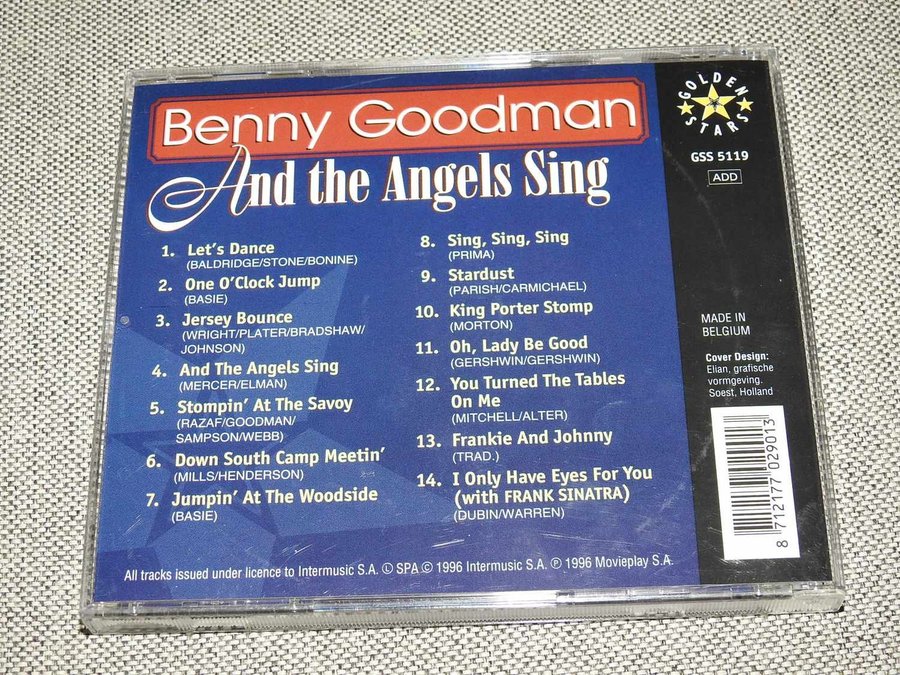 Benny Goodman
And the Angels Sing
1. Let's Dance
(BALDRIDGE/STONE/BONINE)
2. One O'Clock Jump
(BASIE)
3. Jersey Bounce
(WRIGHT/PLATER/BRADSHAW/
JOHNSON)
4. And The Angels Sing
(MERCER/ELMAN)
5. Stompin' At The Savoy
(RAZAF/GOODMAN/
SAMPSON/WEBB)
6. Down South Camp Meetin'
(MILLS/HENDERSON)
7. Jumpin' At The Woodside
(BASIE)
8. Sing, Sing, Sing
(PRIMA)
9. Stardust
(PARISH/CARMICHAEL)
10. King Porter Stomp
(MORTON)
11. Oh, Lady Be Good
(GERSHWIN/GERSHWIN)
12. You Turned The Tables
On Me
(MITCHELL/ALTER)
13. Frankie And Johnny
(TRAD.)
14. I Only Have Eyes For You
(with FRANK SINATRA)
(DUBIN/WARREN)
All tracks issued under licence to Intermusic S.A. Ⓛ SPA © 1996 Intermusic S.A. ℗ 1996 Movieplay S.A.
GOLDEN
STARS
GSS 5119
ADD
MADE IN
BELGIUM
Cover Design:
Elian, grafische
vormgeving.
Soest, Holland
8 712177 029013